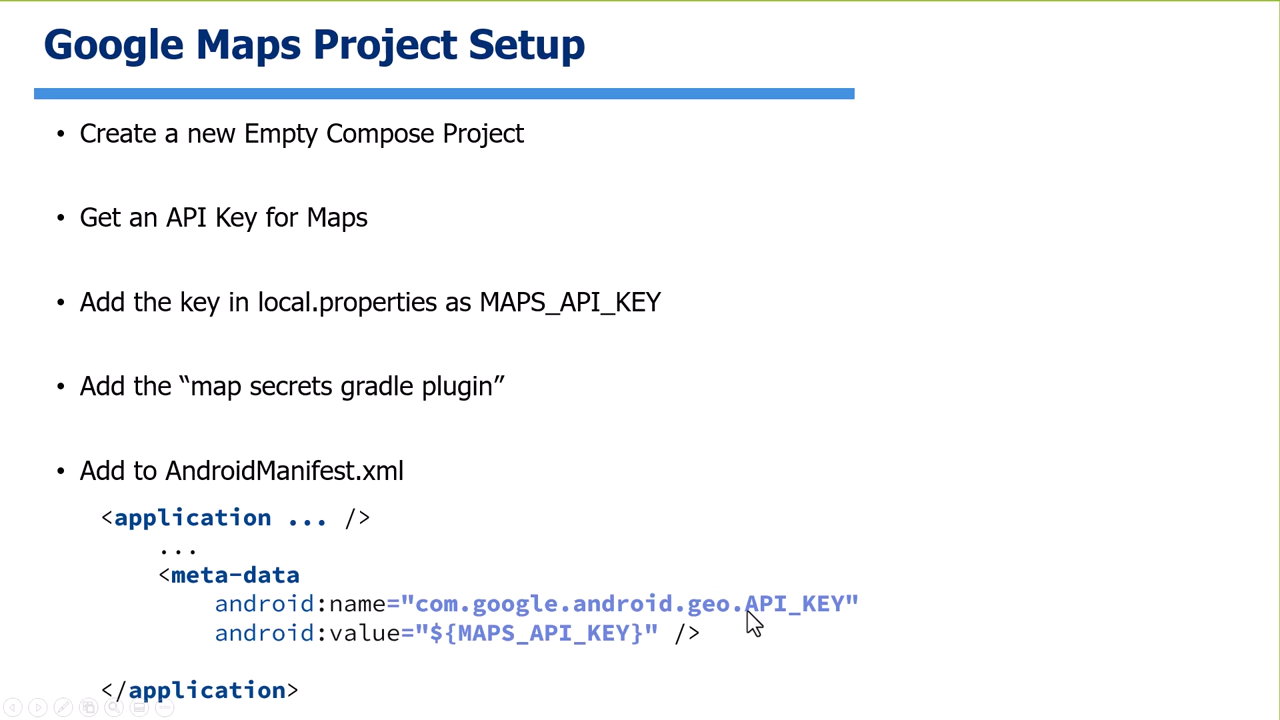 Google Maps Project Setup
• Create a new Empty Compose Project
• Get an API Key for Maps
• Add the key in local.properties as MAPS_API_KEY
• Add the “map secrets gradle plugin”
• Add to AndroidManifest.xml
<application ... />
...
<meta-data
android:name="com.google.android.geo.API_KEY"
android:value="${MAPS_API_KEY}" />
</application>